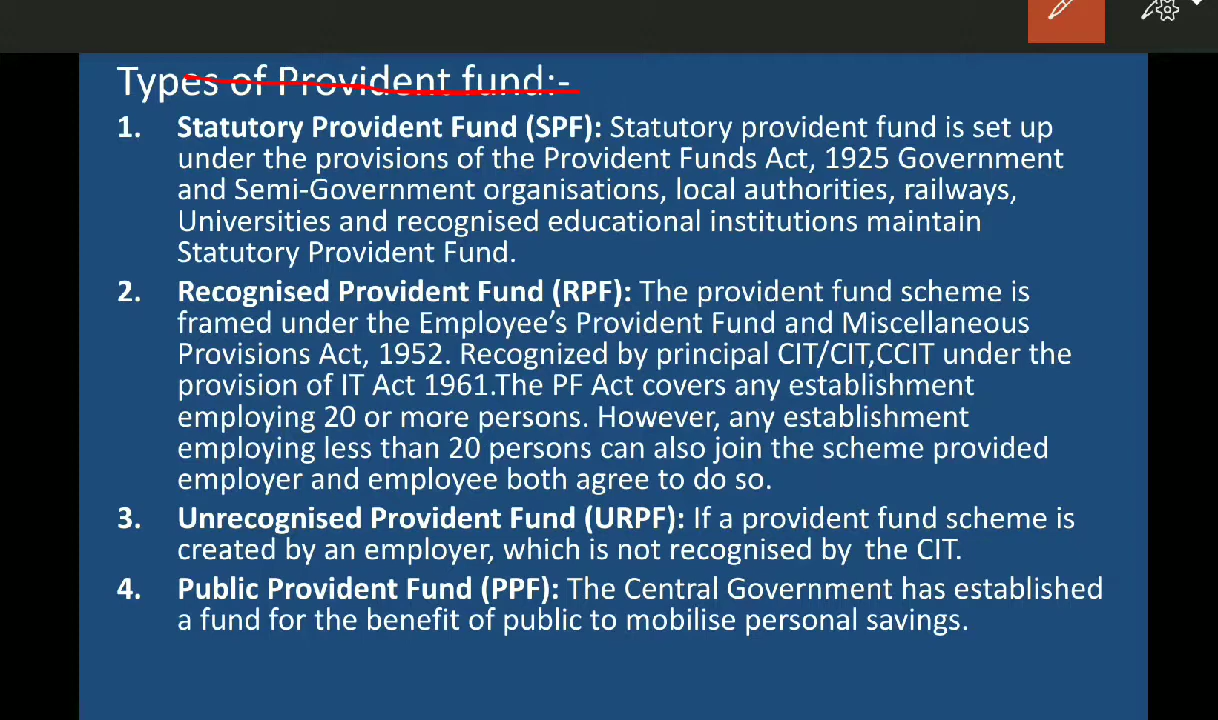 Types of Provident fund:-
1. Statutory Provident Fund (SPF): Statutory provident fund is set up
under the provisions of the Provident Funds Act, 1925 Government
and Semi-Government organisations, local authorities, railways,
Universities and recognised educational institutions maintain
Statutory Provident Fund.
2. Recognised Provident Fund (RPF): The provident fund scheme is
framed under the Employee’s Provident Fund and Miscellaneous
Provisions Act, 1952. Recognized by principal CIT/CIT,CCIT under the
provision of IT Act 1961.The PF Act covers any establishment
employing 20 or more persons. However, any establishment
employing less than 20 persons can also join the scheme provided
employer and employee both agree to do so.
3. Unrecognised Provident Fund (URPF): If a provident fund scheme is
created by an employer, which is not recognised by the CIT.
4. Public Provident Fund (PPF): The Central Government has established
a fund for the benefit of public to mobilise personal savings.